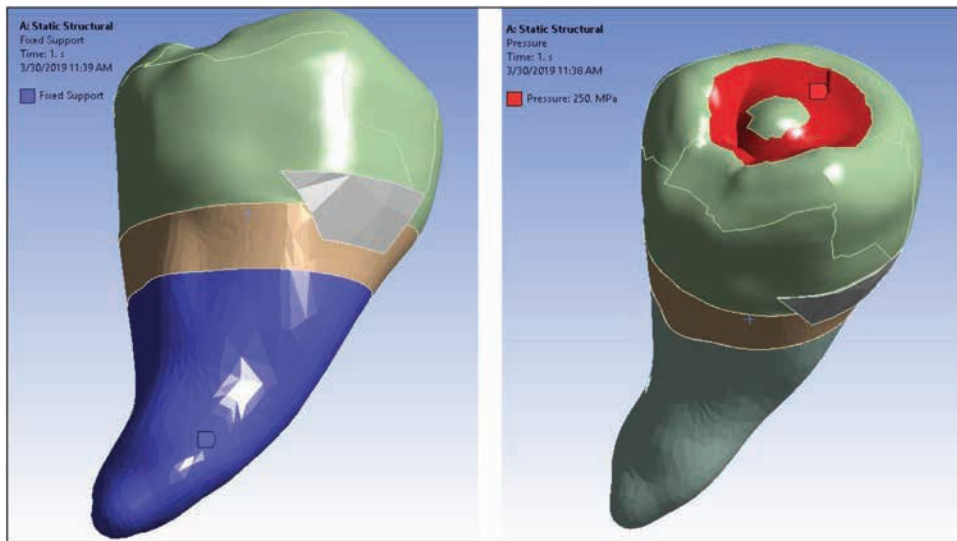 A: Static Structural
Fixed Support
Time: 1. s
3/30/2019 11:39 AM
Fixed Support
A: Static Structural
Pressure
Time: 1. s
3/30/2019 11:38 AM
Pressure: 250. MPa